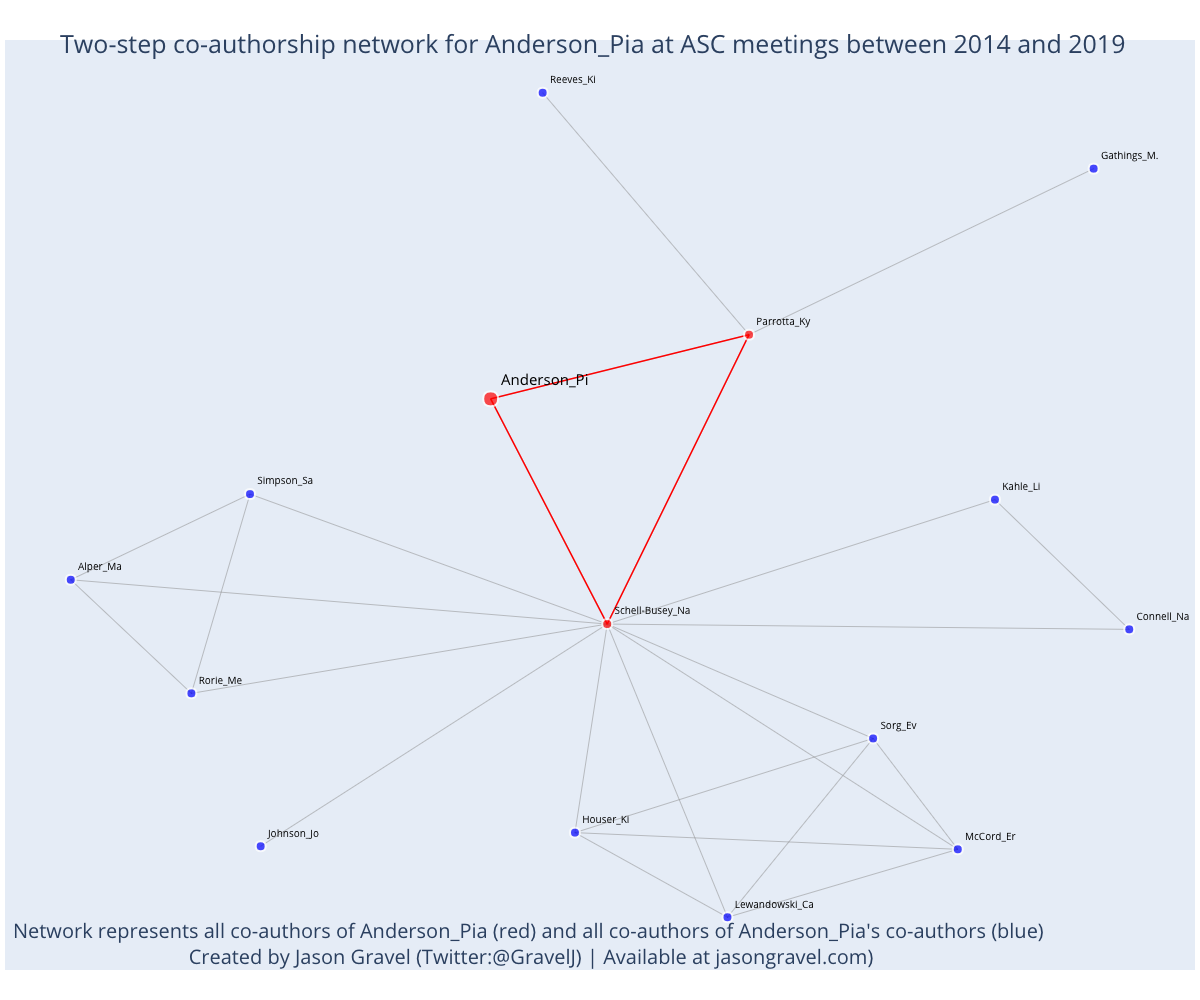 Two-step co-authorship network for Anderson_Pia at ASC meetings between 2014 and 2019
Reeves_Ki
Gathings_M.
Parrotta_Ky
Anderson_Pi
Simpson_Sa
Kahle_Li
Alper_Ma
Schell-Busey_Na
Connell_Na
Rorie_Me
Sorg_Ev
Houser_Ki
Johnson_Jo
McCord_Er
Lewandowski_Ca
Network represents all co-authors of Anderson_Pia (red) and all co-authors of Anderson_Pia's co-authors (blue)
Created by Jason Gravel (Twitter:@GravelJ) | Available at jasongravel.com)